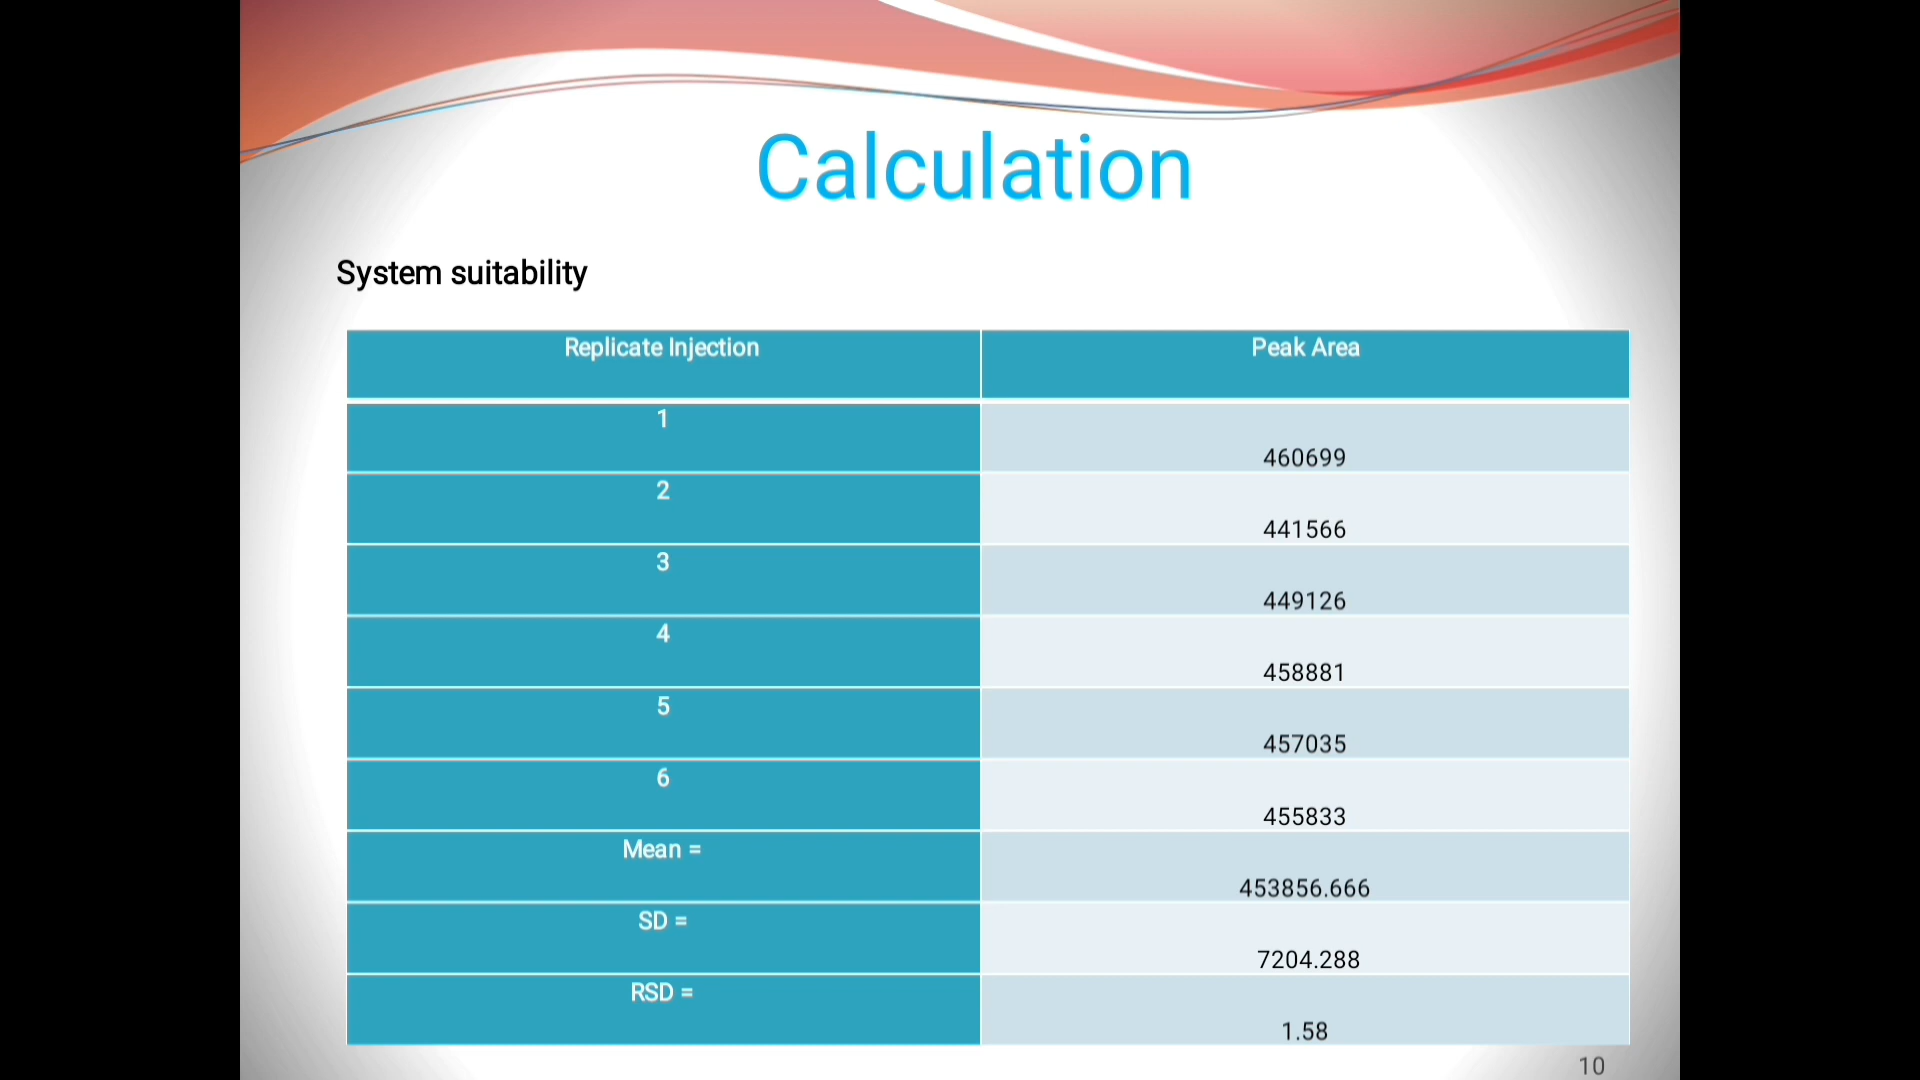 Calculation
System suitability
Replicate Injection Peak Area
1 460699
2 441566
3 449126
4 458881
5 457035
6 455833
Mean = 453856.666
SD = 7204.288
RSD = 1.58
10